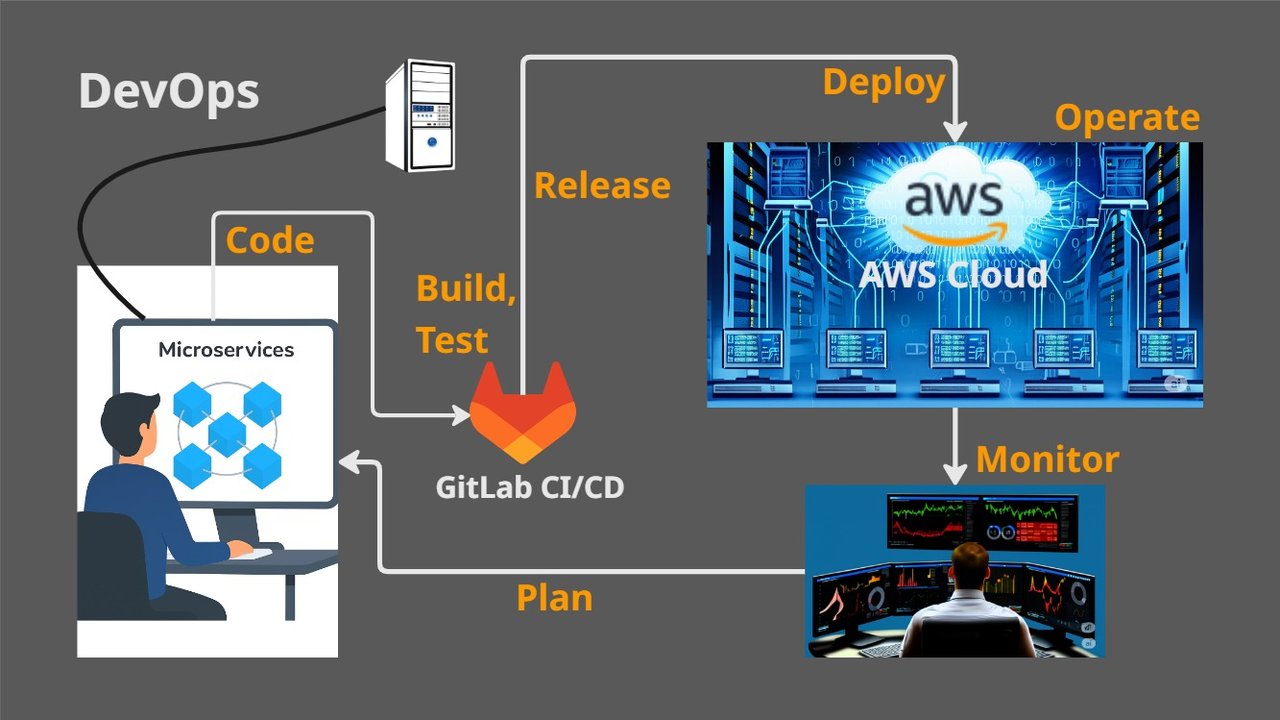 DevOps
Deploy
Operate
Release
aws
AWS Cloud
Code
Build,
Test
Microservices
GitLab CI/CD
Monitor
Plan